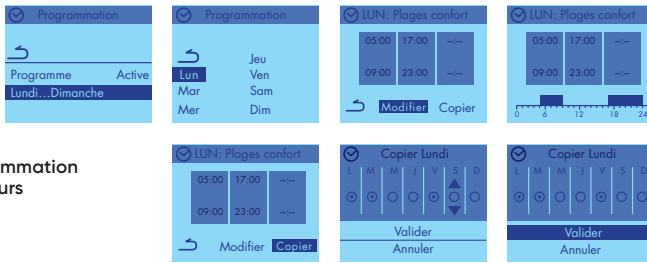 Programmation
Programme Active
Lundi...Dimanche
Programmation
Jeu
Lun Ven
Mar Sam
Mer Dim
LUN: Plages confort
05:00 17:00 --:--
09:00 23:00 --:--
Modifier Copier
LUN: Plages confort
05:00 17:00 --:--
09:00 23:00 --:--
0 6 12 18 24
mmation
urs
LUN: Plages confort
05:00 17:00 --:--
09:00 23:00 --:--
Modifier Copier
Copier Lundi
L M M J V S D
Valider
Annuler
Copier Lundi
L M M J V S D
Valider
Annuler